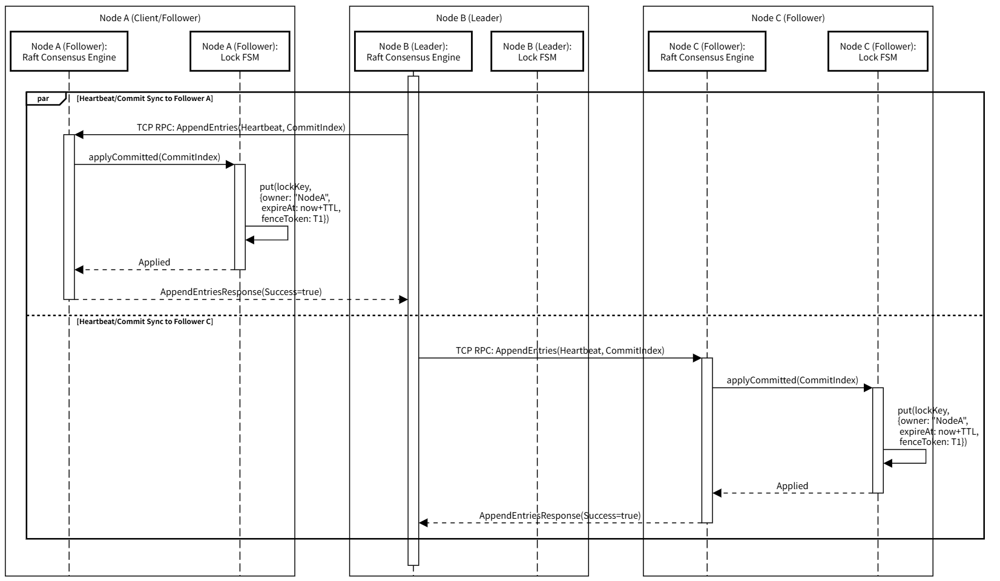 Node A (Client/Follower)
Node B (Leader)
Node C (Follower)
Node A (Follower):
Raft Consensus Engine
Node A (Follower):
Lock FSM
Node B (Leader):
Raft Consensus Engine
Node B (Leader):
Lock FSM
Node C (Follower):
Raft Consensus Engine
Node C (Follower):
Lock FSM
par
[Heartbeat/Commit Sync to Follower A]
TCP RPC: AppendEntries(Heartbeat, CommitIndex)
applyCommitted(CommitIndex)
put(lockKey,
{owner: "NodeA",
expireAt: now+TTL,
fenceToken: T1})
Applied
AppendEntriesResponse(Success=true)
[Heartbeat/Commit Sync to Follower C]
TCP RPC: AppendEntries(Heartbeat, CommitIndex)
applyCommitted(CommitIndex)
put(lockKey,
{owner: "NodeA",
expireAt: now+TTL,
fenceToken: T1})
Applied
AppendEntriesResponse(Success=true)